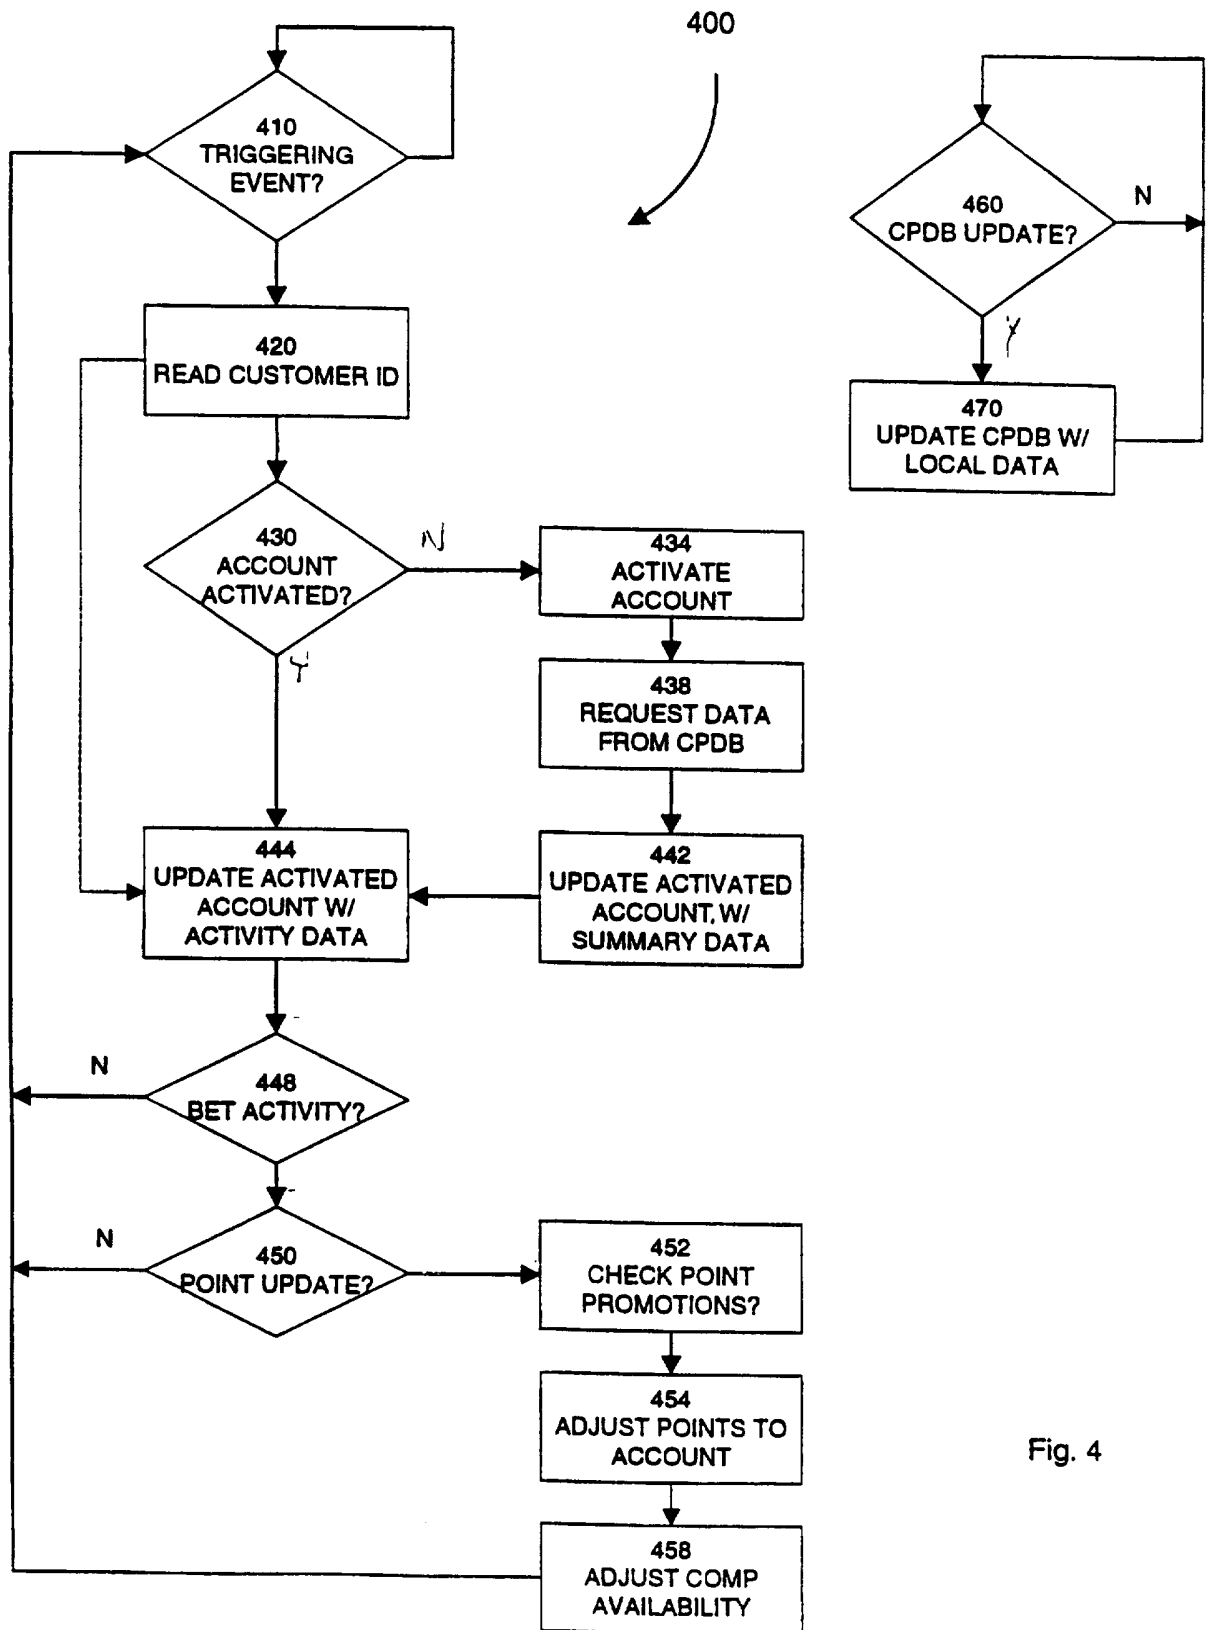 400
410
TRIGGERING
EVENT?
460
CPDB UPDATE?
N
Y
420
READ CUSTOMER ID
470
UPDATE CPDB W/
LOCAL DATA
430
ACCOUNT
ACTIVATED?
N
Y
434
ACTIVATE
ACCOUNT
438
REQUEST DATA
FROM CPDB
444
UPDATE ACTIVATED
ACCOUNT W/
ACTIVITY DATA
442
UPDATE ACTIVATED
ACCOUNT, W/
SUMMARY DATA
N
448
BET ACTIVITY?
N
450
POINT UPDATE?
452
CHECK POINT
PROMOTIONS?
454
ADJUST POINTS TO
ACCOUNT
458
ADJUST COMP
AVAILABILITY
Fig. 4